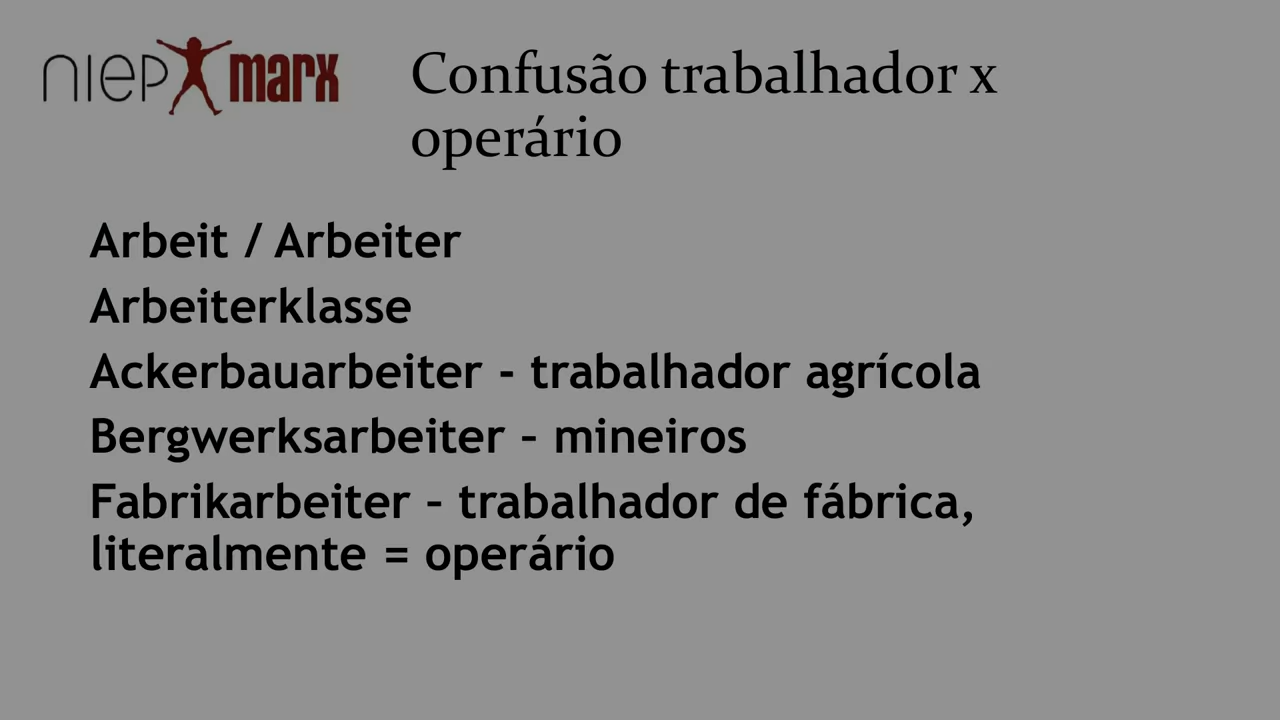 niep marx
Confusão trabalhador x
operário
Arbeit / Arbeiter
Arbeiterklasse
Ackerbauarbeiter - trabalhador agrícola
Bergwerksarbeiter – mineiros
Fabrikarbeiter – trabalhador de fábrica,
literalmente = operário